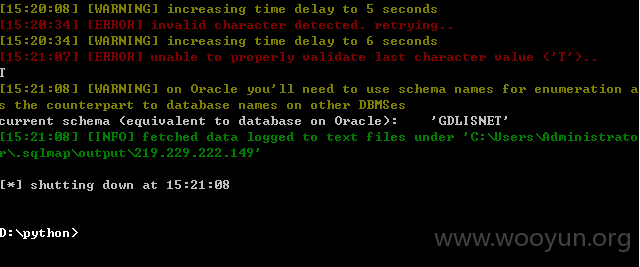 [15:20:08] [WARNING] increasing time delay to 5 seconds
[15:20:34] [ERROR] invalid character detected. retrying..
[15:20:34] [WARNING] increasing time delay to 6 seconds
[15:21:07] [ERROR] unable to properly validate last character value ('T')..
T
[15:21:08] [WARNING] on Oracle you'll need to use schema names for enumeration a
s the counterpart to database names on other DBMSes
current schema (equivalent to database on Oracle):    'GDLISNET'
[15:21:08] [INFO] fetched data logged to text files under 'C:\Users\Administrato
r\.sqlmap\output\219.229.222.149'
[*] shutting down at 15:21:08
D:\python>
www.wooyun.org